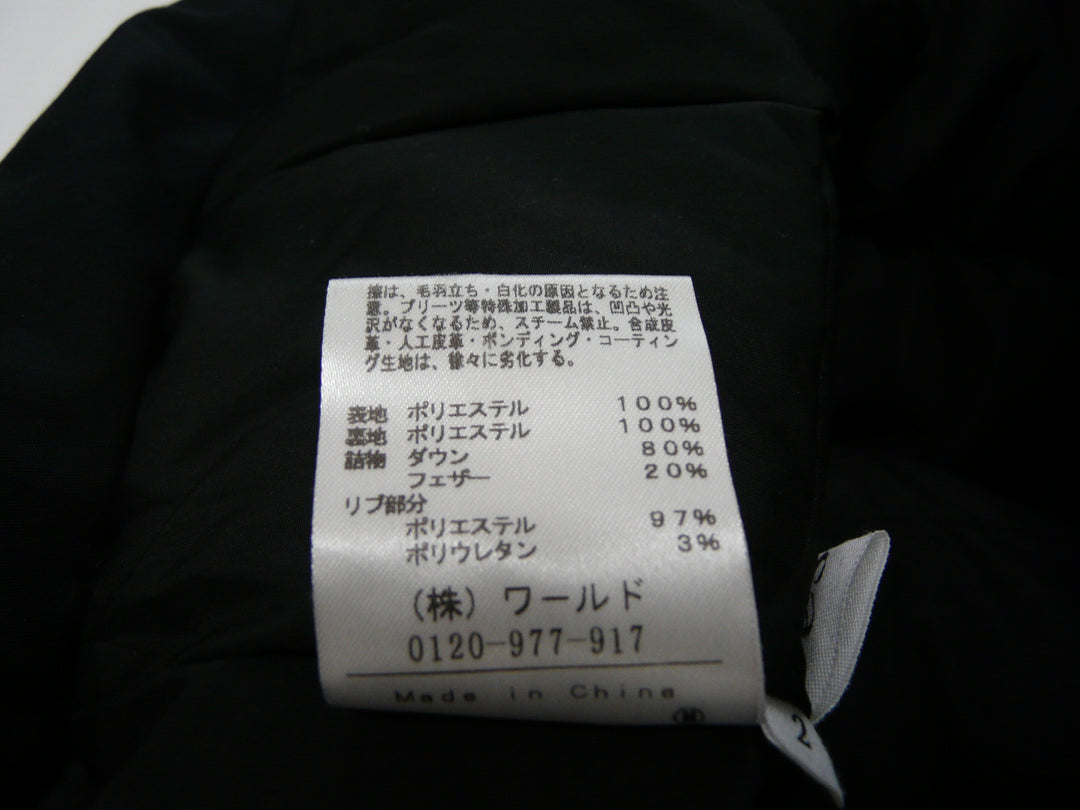 擦は、毛羽立ち・白化の原因となるため注
意。プリーツ等特殊加工製品は、凹凸や光
沢がなくなるため、スチーム禁止。合成皮
革・人工皮革・ボンディング・コーティン
グ生地は、徐々に劣化する。
表地 ポリエステル 100%
裏地 ポリエステル 100%
詰物 ダウン 80%
フェザー 20%
リブ部分
ポリエステル 97%
ポリウレタン 3%
(株) ワールド
0120-977-917
Made in China
M
2